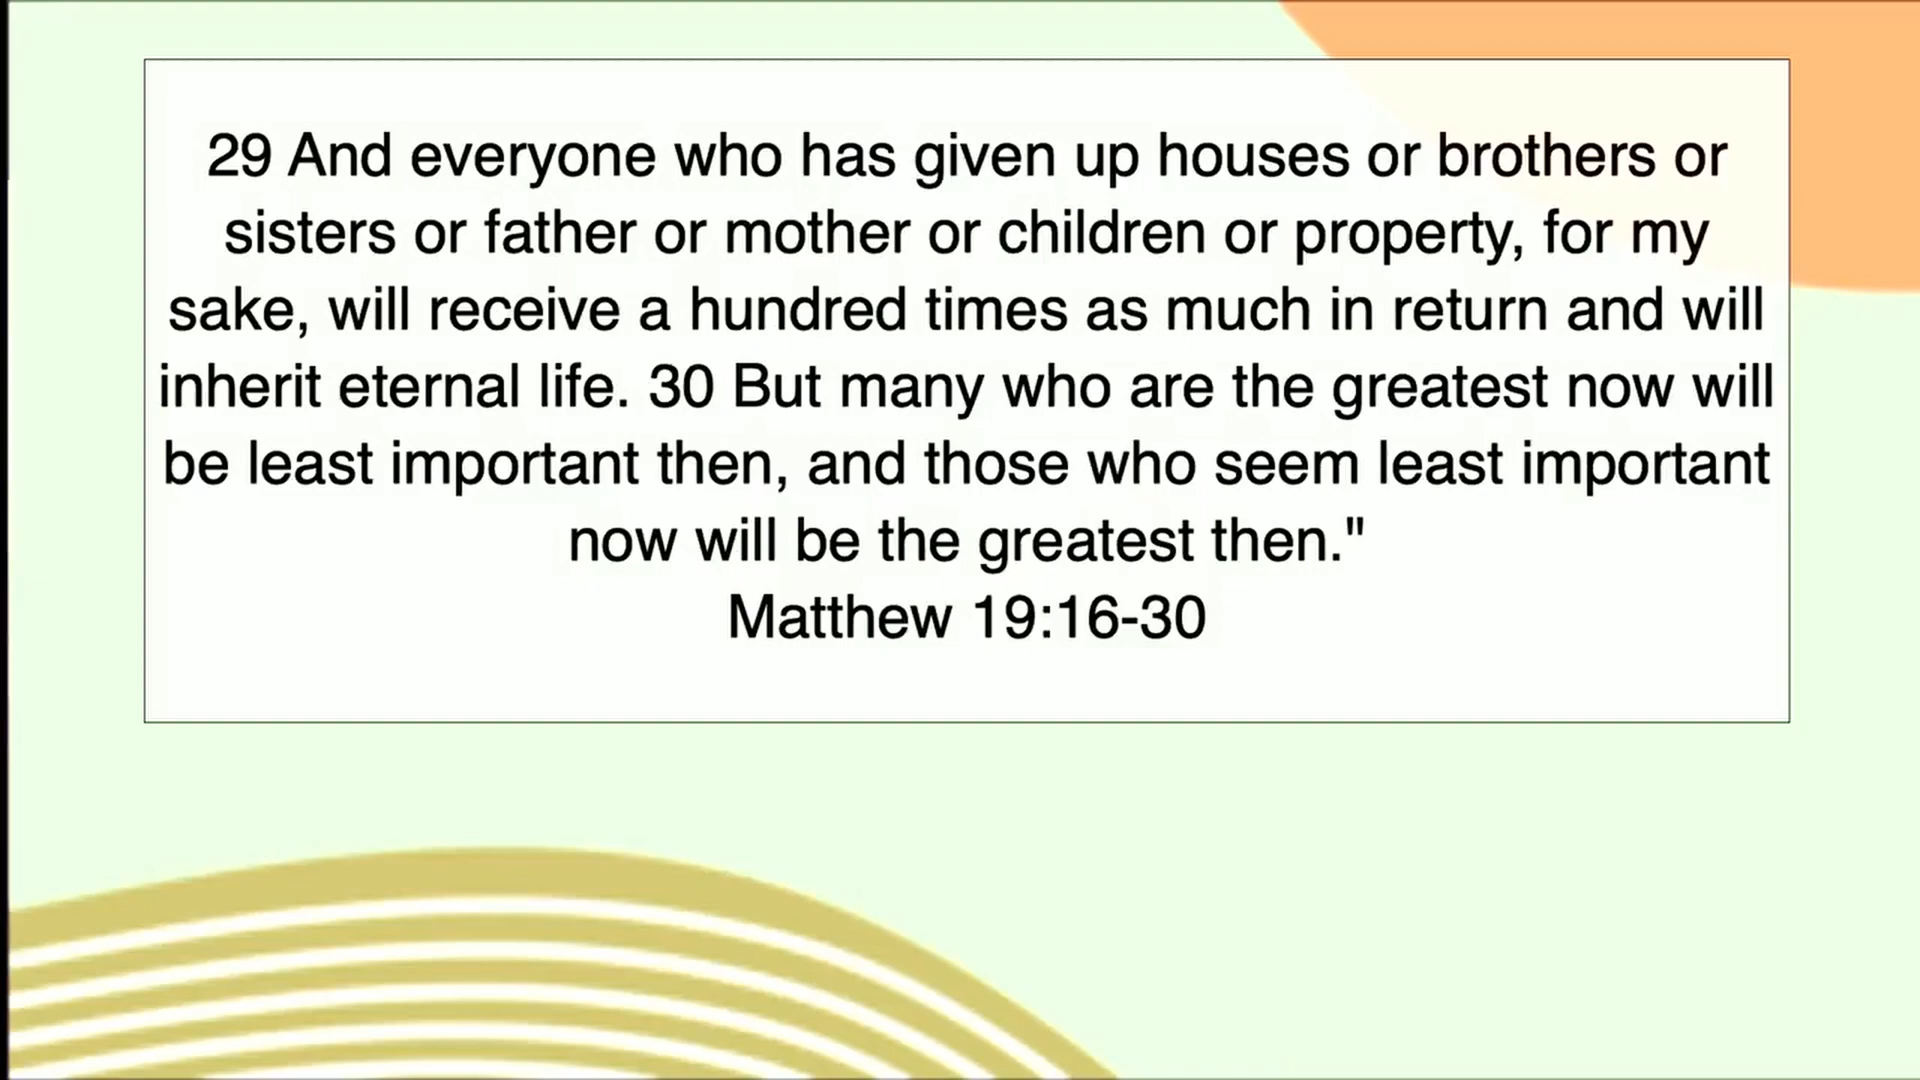 29 And everyone who has given up houses or brothers or
sisters or father or mother or children or property, for my
sake, will receive a hundred times as much in return and will
inherit eternal life. 30 But many who are the greatest now will
be least important then, and those who seem least important
now will be the greatest then."
Matthew 19:16-30